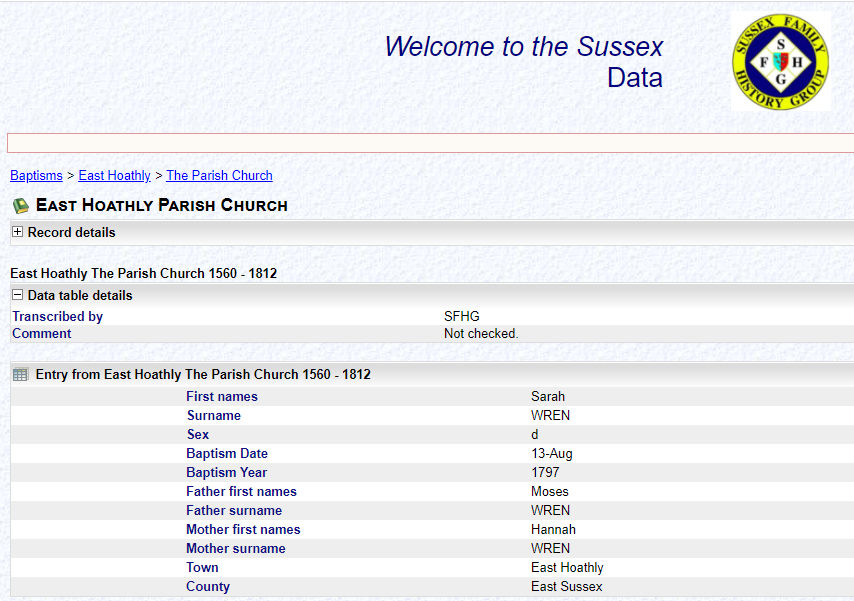 Welcome to the Sussex
Data
SUSSEX FAMILY
HISTORY GROUP
S
F H
G
Baptisms > East Hoathly > The Parish Church
East Hoathly Parish Church
Record details
East Hoathly The Parish Church 1560 - 1812
Data table details
Transcribed by SFHG
Comment Not checked.
Entry from East Hoathly The Parish Church 1560 - 1812
First names Sarah
Surname WREN
Sex d
Baptism Date 13-Aug
Baptism Year 1797
Father first names Moses
Father surname WREN
Mother first names Hannah
Mother surname WREN
Town East Hoathly
County East Sussex